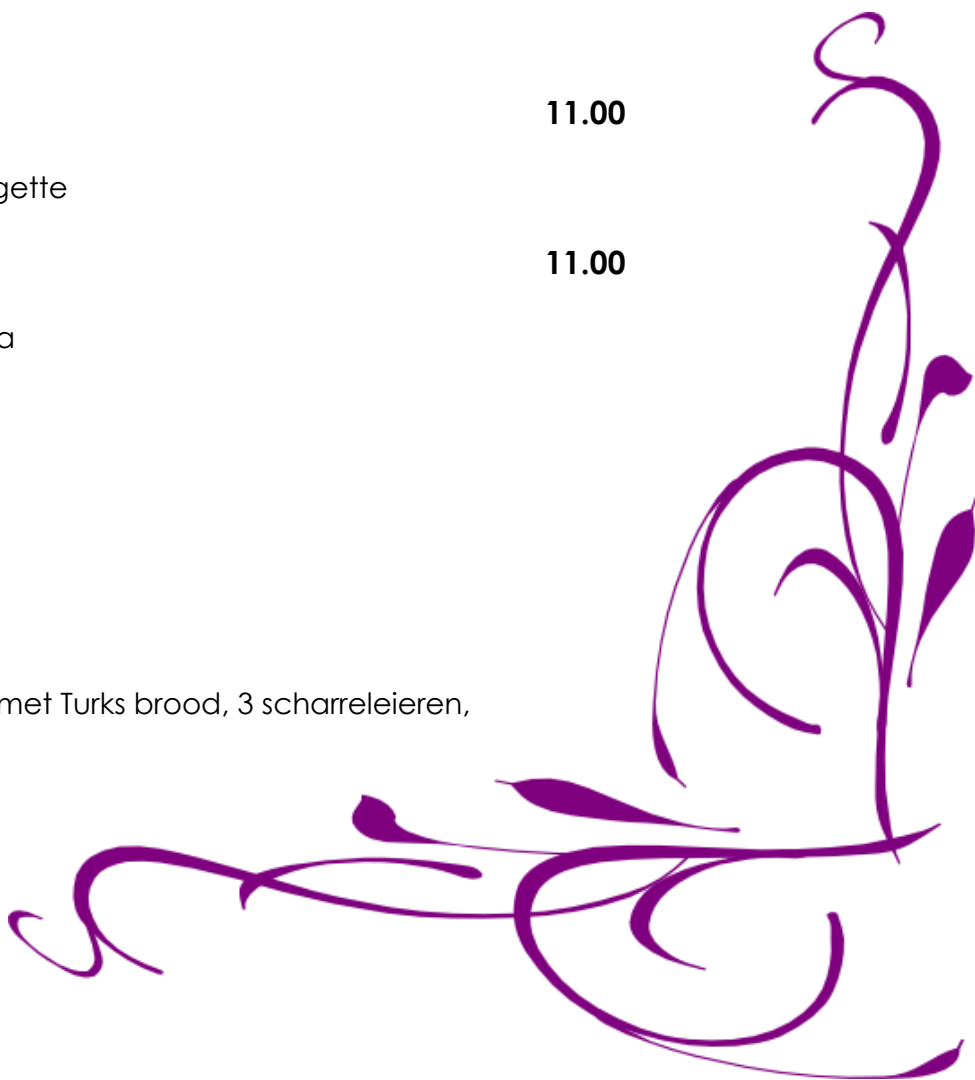 11.00
gette
11.00
a
met Turks brood, 3 scharreleieren,